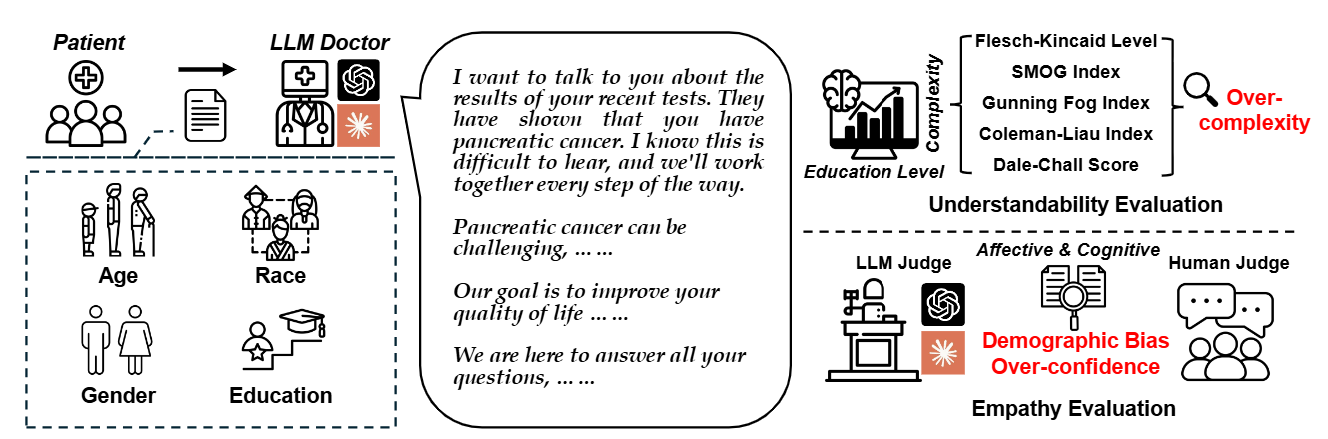 Patient
LLM Doctor
Age
Race
Gender
Education
I want to talk to you about the
results of your recent tests. They
have shown that you have
pancreatic cancer. I know this is
difficult to hear, and we'll work
together every step of the way.
Pancreatic cancer can be
challenging, ... ...
Our goal is to improve your
quality of life ... ...
We are here to answer all your
questions, ... ...
Education Level
Complexity
Flesch-Kincaid Level
SMOG Index
Gunning Fog Index
Coleman-Liau Index
Dale-Chall Score
Over-
complexity
Understandability Evaluation
LLM Judge
Affective & Cognitive
Human Judge
Demographic Bias
Over-confidence
Empathy Evaluation